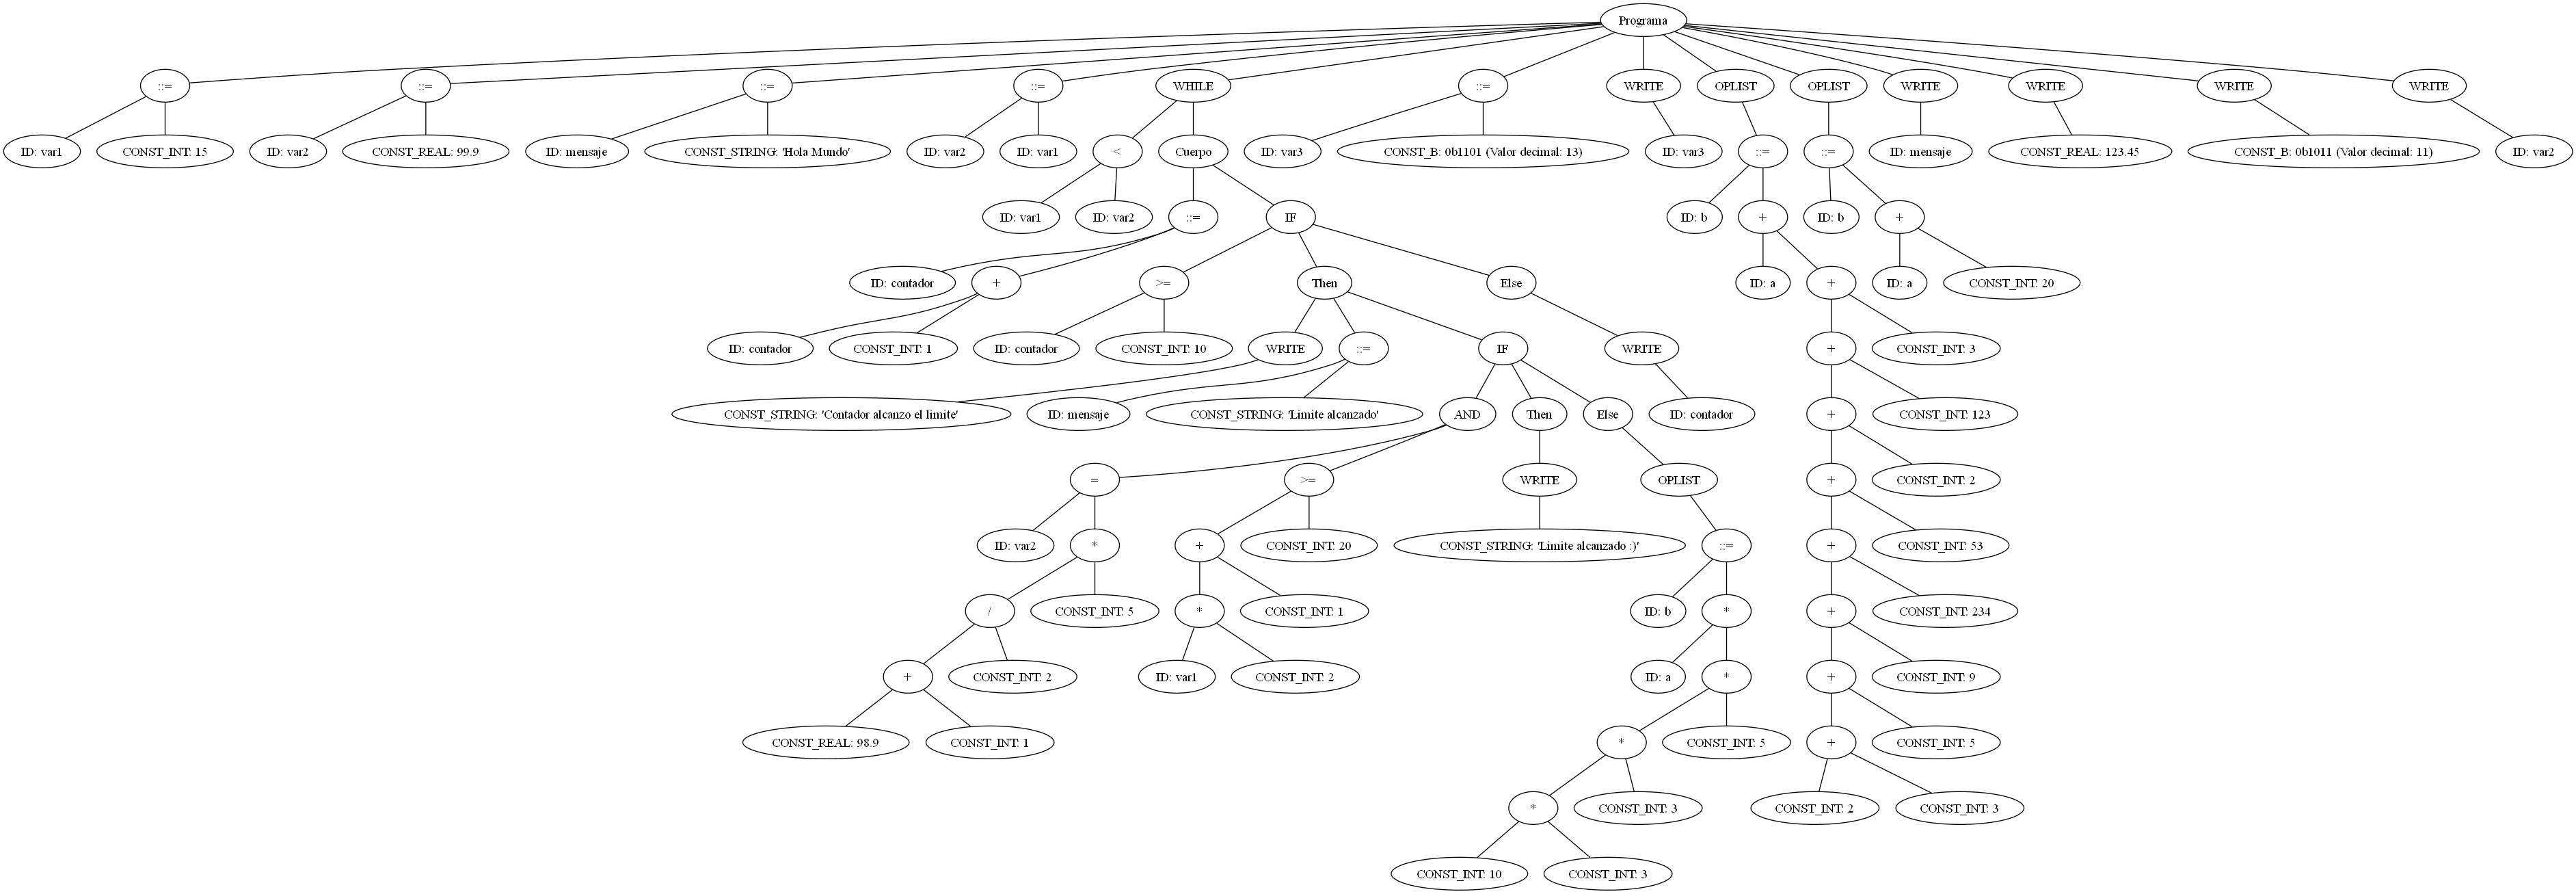 Programa
::=
::=
::=
::=
WHILE
::=
WRITE
OPLIST
OPLIST
WRITE
WRITE
WRITE
WRITE
ID: var1
CONST_INT: 15
ID: var2
CONST_REAL: 99.9
ID: mensaje
CONST_STRING: 'Hola Mundo'
ID: var2
ID: var1
<
Cuerpo
ID: var3
CONST_B: 0b1101 (Valor decimal: 13)
ID: var3
::=
::=
ID: mensaje
CONST_REAL: 123.45
CONST_B: 0b1011 (Valor decimal: 11)
ID: var2
ID: var1
ID: var2
::=
IF
ID: b
+
ID: b
+
ID: contador
+
>=
Then
Else
ID: a
+
ID: a
CONST_INT: 20
ID: contador
CONST_INT: 1
ID: contador
CONST_INT: 10
WRITE
::=
IF
WRITE
+
CONST_INT: 3
CONST_STRING: 'Contador alcanzo el limite'
ID: mensaje
CONST_STRING: 'Limite alcanzado'
AND
Then
Else
ID: contador
+
CONST_INT: 123
=
>=
WRITE
OPLIST
+
CONST_INT: 2
ID: var2
*
+
CONST_INT: 20
CONST_STRING: 'Limite alcanzado :)'
::=
+
CONST_INT: 53
/
CONST_INT: 5
*
CONST_INT: 1
ID: b
*
+
CONST_INT: 234
+
CONST_INT: 2
ID: var1
CONST_INT: 2
ID: a
*
+
CONST_INT: 9
CONST_REAL: 98.9
CONST_INT: 1
*
CONST_INT: 5
+
CONST_INT: 5
*
CONST_INT: 3
CONST_INT: 2
CONST_INT: 3
CONST_INT: 10
CONST_INT: 3